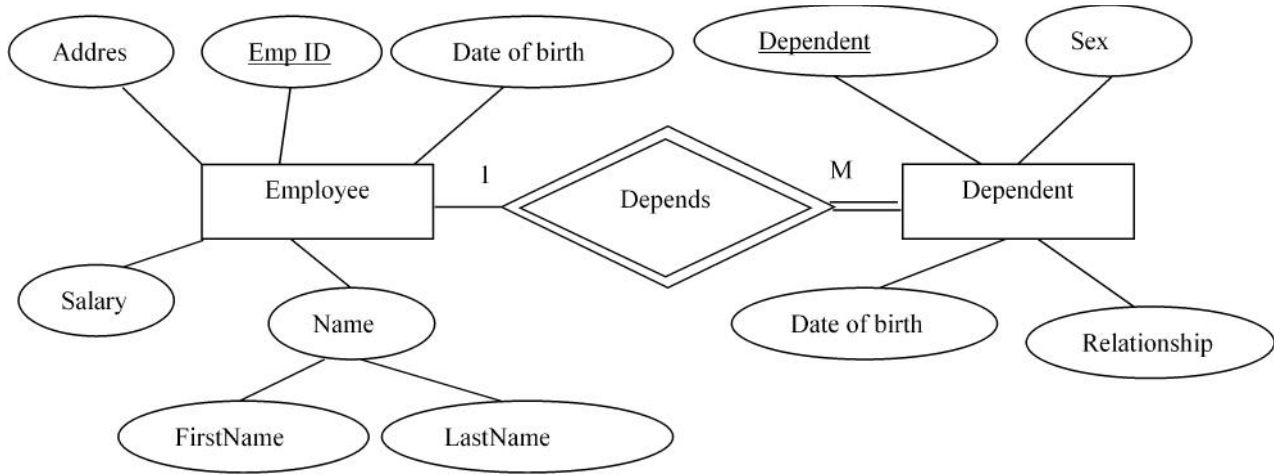 Addres
Emp ID
Date of birth
Dependent
Sex
Employee
1
Depends
M
Dependent
Salary
Name
Date of birth
Relationship
FirstName
LastName